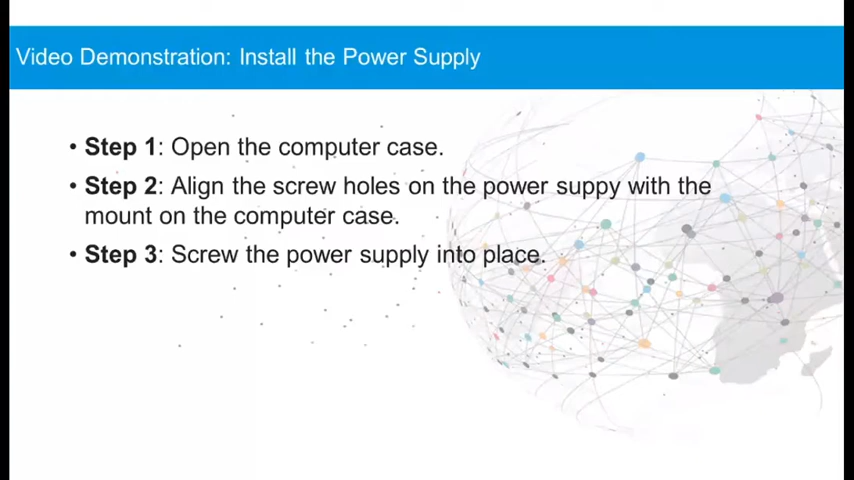 Video Demonstration: Install the Power Supply
• Step 1: Open the computer case.
• Step 2: Align the screw holes on the power suppy with the
mount on the computer case.
• Step 3: Screw the power supply into place.